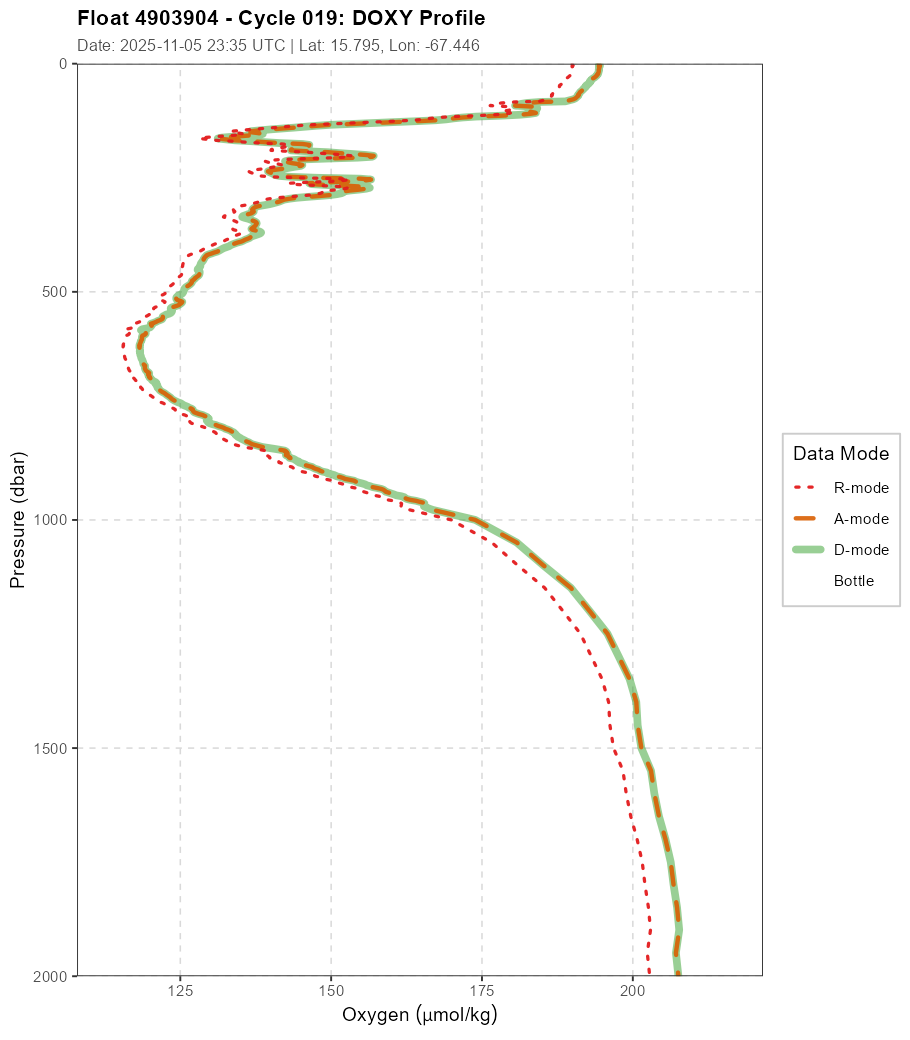 Float 4903904 - Cycle 019: DOXY Profile
Date: 2025-11-05 23:35 UTC | Lat: 15.795, Lon: -67.446
0
500
1000
1500
2000
Pressure (dbar)
125
150
175
200
Oxygen (μmol/kg)
Data Mode
R-mode
A-mode
D-mode
Bottle